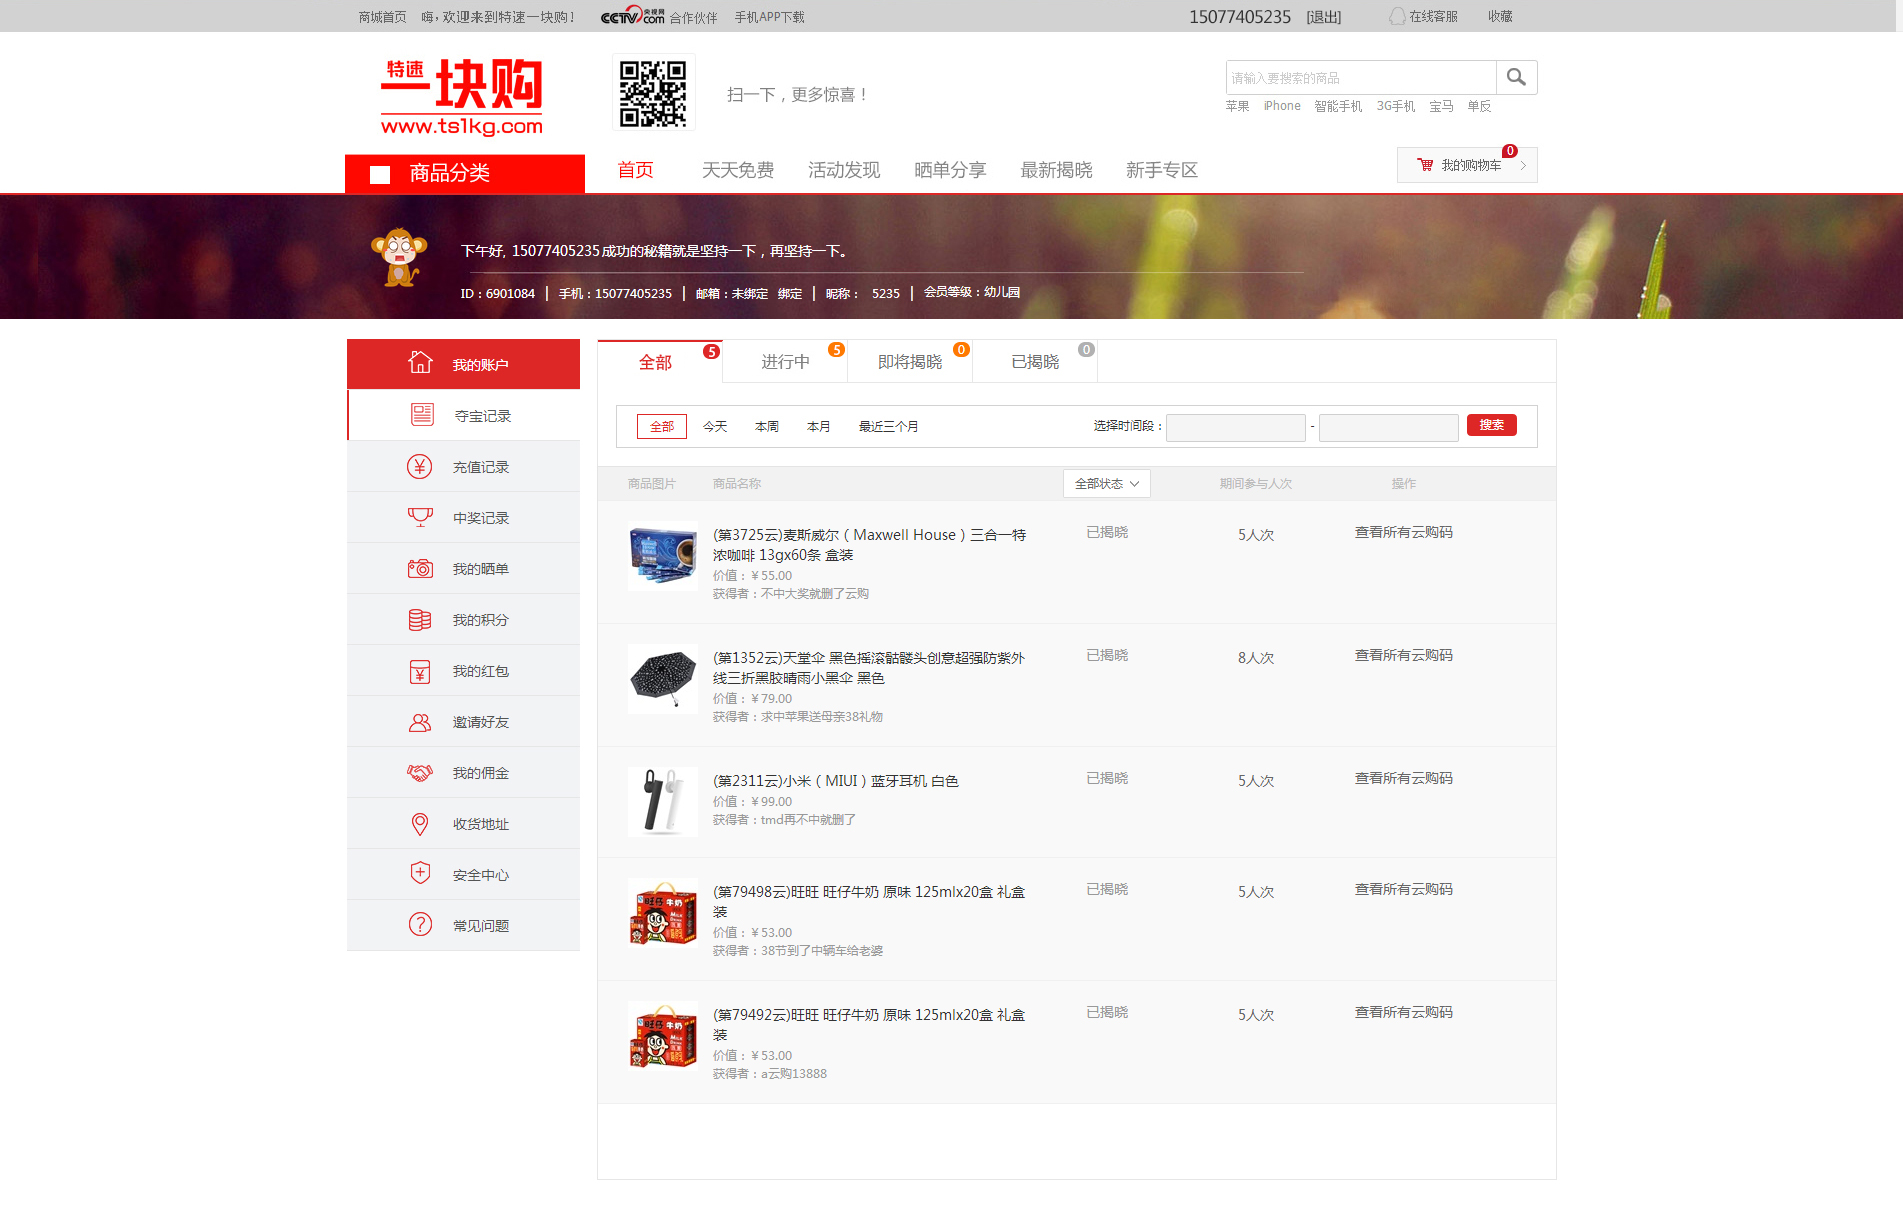 商城首页 嗨，欢迎来到特速一块购！ CCTV.com 央视网 合作伙伴 手机APP下载 15077405235 [退出] 在线客服 收藏
特速
一块购
www.ts1kg.com
扫一下，更多惊喜！
请输入要搜索的商品
苹果 iPhone 智能手机 3G手机 宝马 单反
商品分类 首页 天天免费 活动发现 晒单分享 最新揭晓 新手专区
我的购物车 0
下午好, 15077405235成功的秘籍就是坚持一下，再坚持一下。
ID：6901084 | 手机：15077405235 | 邮箱：未绑定 绑定 | 昵称： 5235 | 会员等级：幼儿园
我的账户
夺宝记录
充值记录
中奖记录
我的晒单
我的积分
我的红包
邀请好友
我的佣金
收货地址
安全中心
常见问题
全部 5 进行中 5 即将揭晓 0 已揭晓 0
全部 今天 本周 本月 最近三个月 选择时间段： - 搜索
商品图片 商品名称 全部状态 期间参与人次 操作
(第3725云)麦斯威尔（Maxwell House）三合一特 已揭晓 5人次 查看所有云购码
浓咖啡 13gx60条 盒装
价值：￥55.00
获得者：不中大奖就删了云购
(第1352云)天堂伞 黑色摇滚骷髅头创意超强防紫外 已揭晓 8人次 查看所有云购码
线三折黑胶晴雨小黑伞 黑色
价值：￥79.00
获得者：求中苹果送母亲38礼物
(第2311云)小米（MIUI）蓝牙耳机 白色 已揭晓 5人次 查看所有云购码
价值：￥99.00
获得者：tmd再不中就删了
(第79498云)旺旺 旺仔牛奶 原味 125mlx20盒 礼盒 已揭晓 5人次 查看所有云购码
装
价值：￥53.00
获得者：38节到了中辆车给老婆
(第79492云)旺旺 旺仔牛奶 原味 125mlx20盒 礼盒 已揭晓 5人次 查看所有云购码
装
价值：￥53.00
获得者：a云购13888